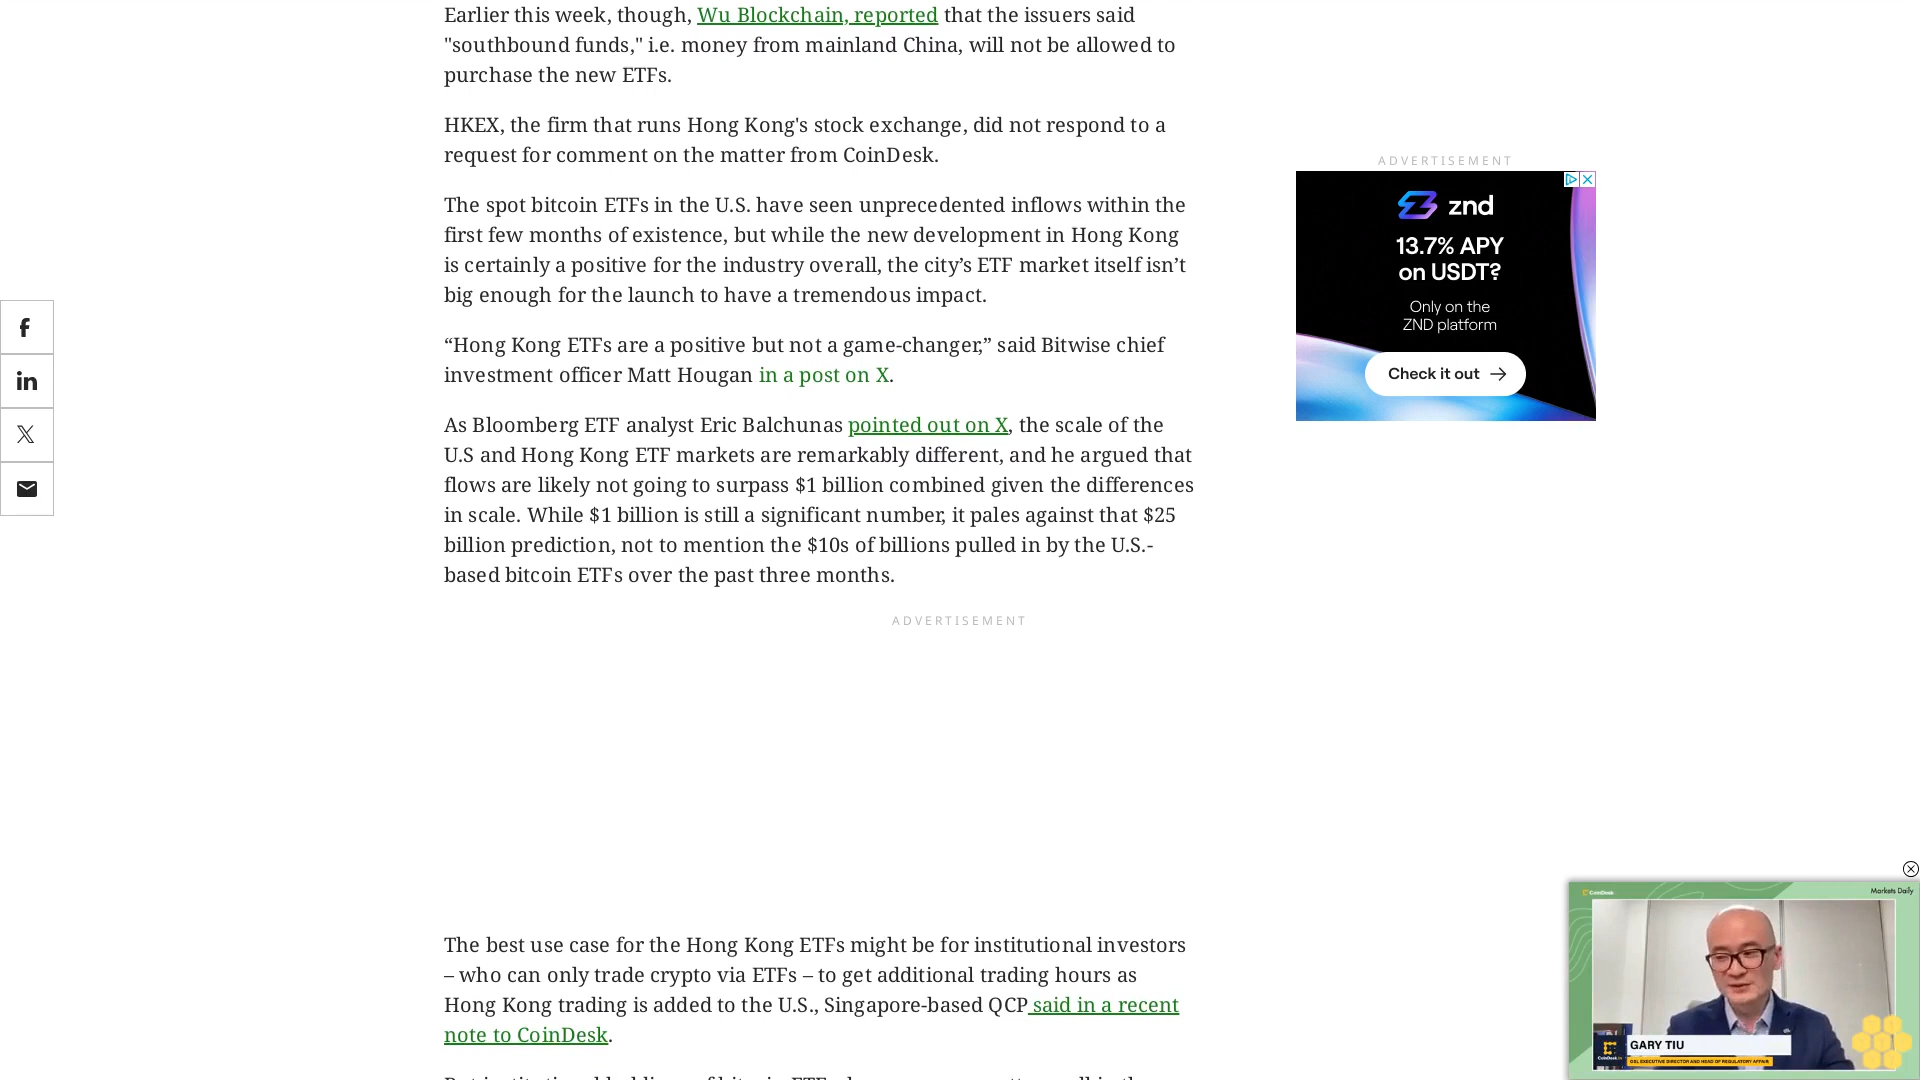 Earlier this week, though, Wu Blockchain, reported that the issuers said
"southbound funds," i.e. money from mainland China, will not be allowed to
purchase the new ETFs.
HKEX, the firm that runs Hong Kong's stock exchange, did not respond to a
request for comment on the matter from CoinDesk.
The spot bitcoin ETFs in the U.S. have seen unprecedented inflows within the
first few months of existence, but while the new development in Hong Kong
is certainly a positive for the industry overall, the city’s ETF market itself isn’t
big enough for the launch to have a tremendous impact.
“Hong Kong ETFs are a positive but not a game-changer,” said Bitwise chief
investment officer Matt Hougan in a post on X.
As Bloomberg ETF analyst Eric Balchunas pointed out on X, the scale of the
U.S and Hong Kong ETF markets are remarkably different, and he argued that
flows are likely not going to surpass $1 billion combined given the differences
in scale. While $1 billion is still a significant number, it pales against that $25
billion prediction, not to mention the $10s of billions pulled in by the U.S.-
based bitcoin ETFs over the past three months.
ADVERTISEMENT
The best use case for the Hong Kong ETFs might be for institutional investors
– who can only trade crypto via ETFs – to get additional trading hours as
Hong Kong trading is added to the U.S., Singapore-based QCP said in a recent
note to CoinDesk.
ADVERTISEMENT
znd
13.7% APY
on USDT?
Only on the
ZND platform
Check it out
CoinDesk
Markets Daily
CoinDesk
GARY TIU
OSL EXECUTIVE DIRECTOR AND HEAD OF REGULATORY AFFAIR